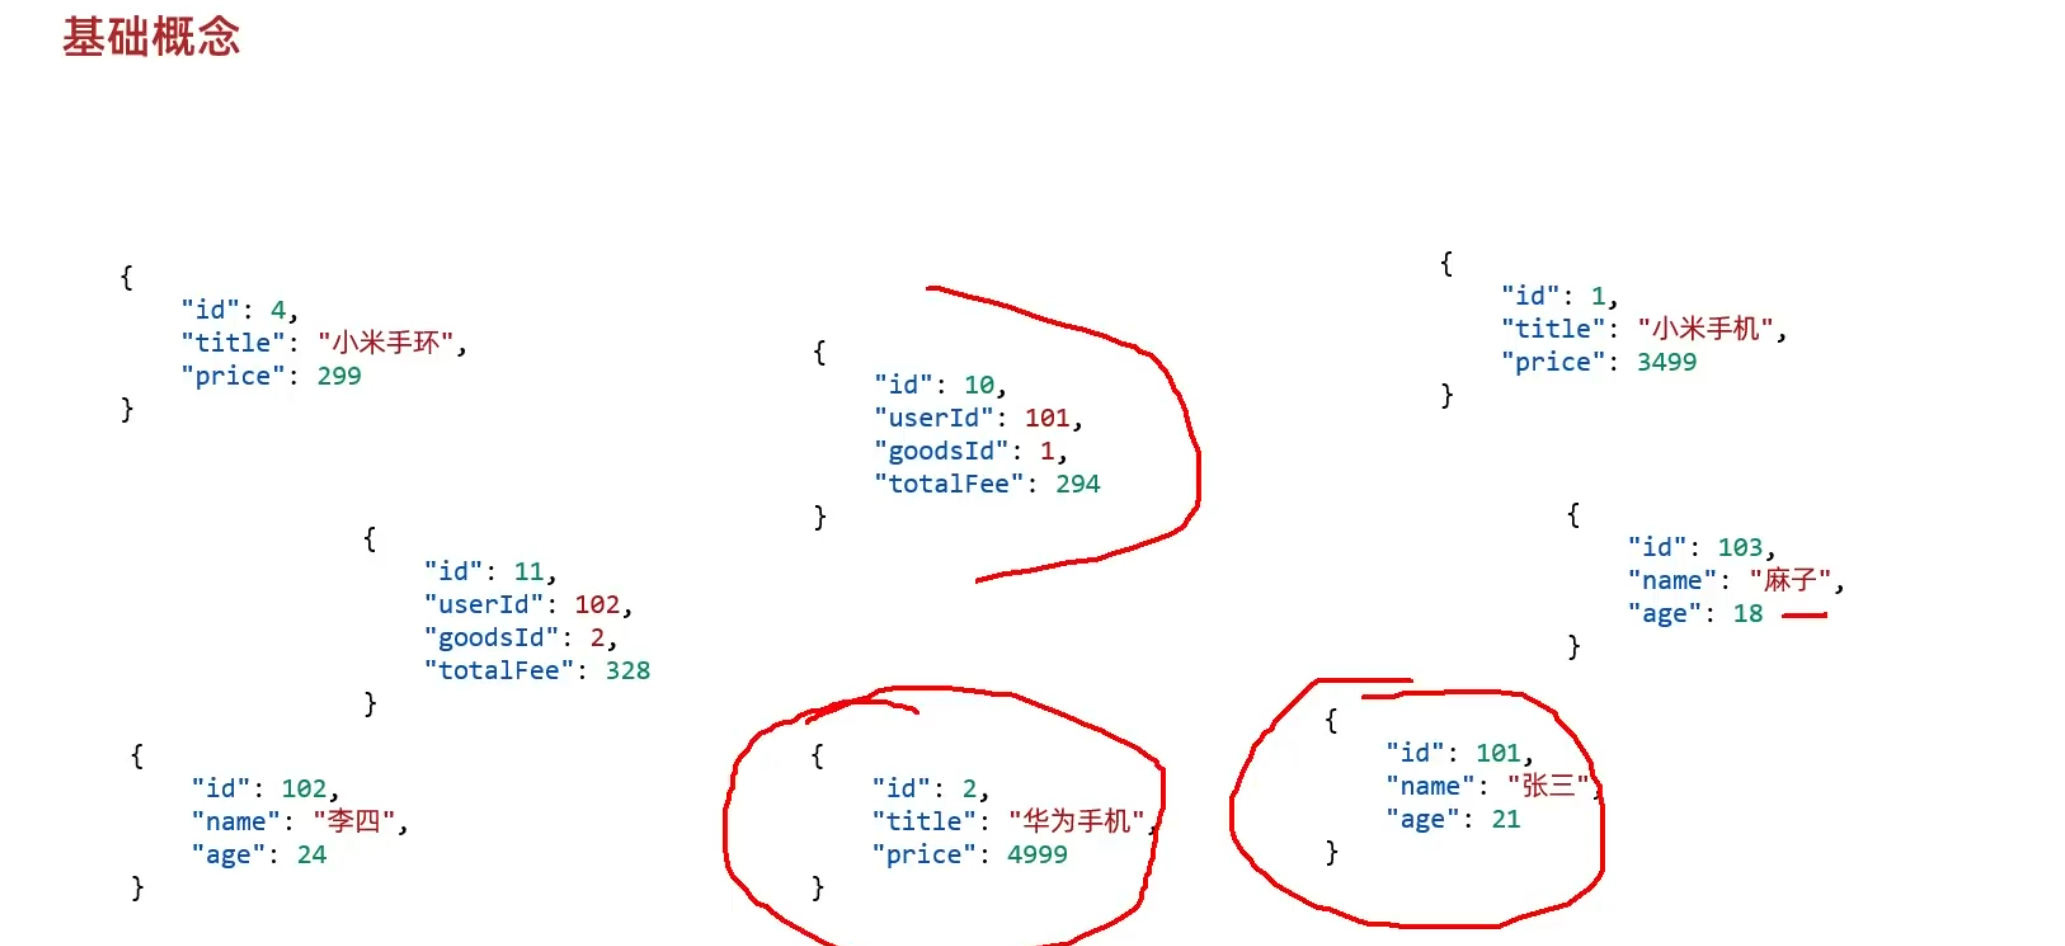 基础概念
{
"id": 4,
"title": "小米手环",
"price": 299
}
{
"id": 10,
"userId": 101,
"goodsId": 1,
"totalFee": 294
}
{
"id": 1,
"title": "小米手机",
"price": 3499
}
{
"id": 11,
"userId": 102,
"goodsId": 2,
"totalFee": 328
}
{
"id": 103,
"name": "麻子",
"age": 18
}
{
"id": 102,
"name": "李四",
"age": 24
}
{
"id": 2,
"title": "华为手机",
"price": 4999
}
{
"id": 101,
"name": "张三",
"age": 21
}